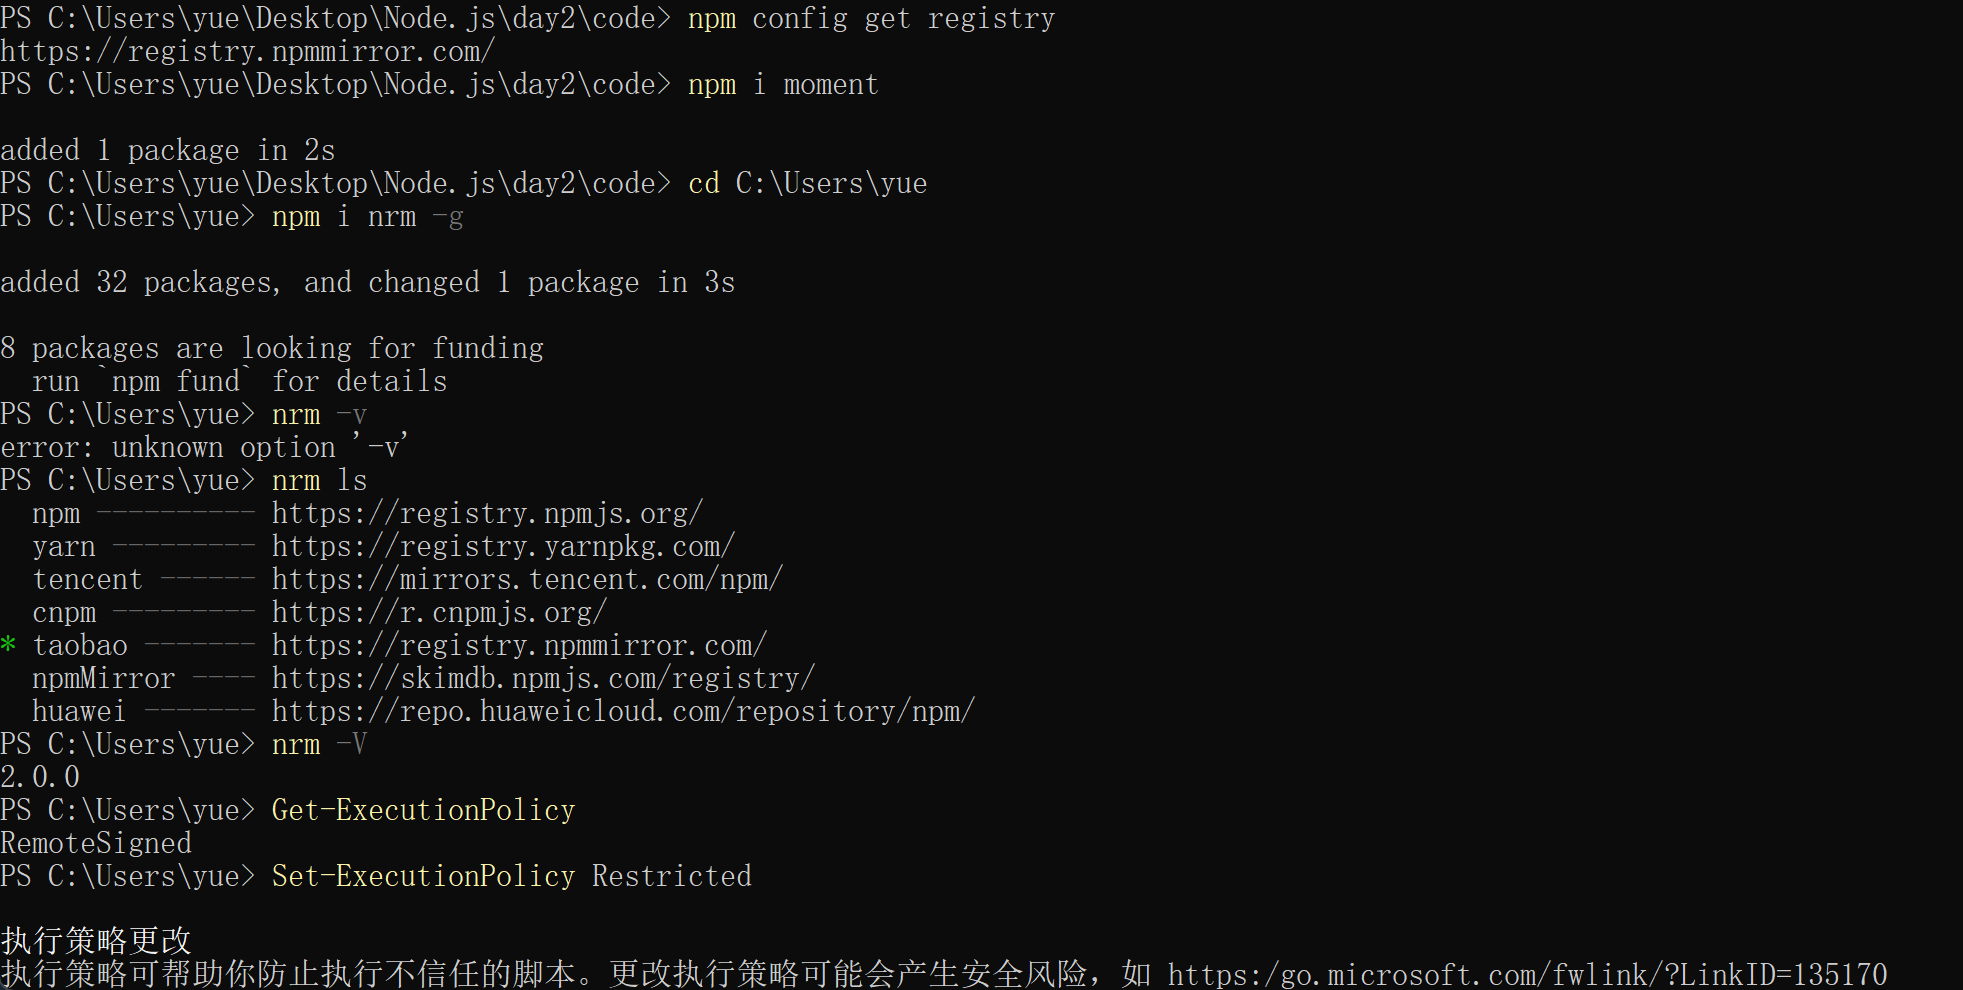 PS C:\Users\yue\Desktop\Node.js\day2\code> npm config get registry
https://registry.npmmirror.com/
PS C:\Users\yue\Desktop\Node.js\day2\code> npm i moment
added 1 package in 2s
PS C:\Users\yue\Desktop\Node.js\day2\code> cd C:\Users\yue
PS C:\Users\yue> npm i nrm -g
added 32 packages, and changed 1 package in 3s
8 packages are looking for funding
  run `npm fund` for details
PS C:\Users\yue> nrm -v
error: unknown option '-v'
PS C:\Users\yue> nrm ls
  npm ---------- https://registry.npmjs.org/
  yarn --------- https://registry.yarnpkg.com/
  tencent ------ https://mirrors.tencent.com/npm/
  cnpm --------- https://r.cnpmjs.org/
* taobao ------- https://registry.npmmirror.com/
  npmMirror ---- https://skimdb.npmjs.com/registry/
  huawei ------- https://repo.huaweicloud.com/repository/npm/
PS C:\Users\yue> nrm -V
2.0.0
PS C:\Users\yue> Get-ExecutionPolicy
RemoteSigned
PS C:\Users\yue> Set-ExecutionPolicy Restricted
执行策略更改
执行策略可帮助你防止执行不信任的脚本。更改执行策略可能会产生安全风险，如 https:/go.microsoft.com/fwlink/?LinkID=135170